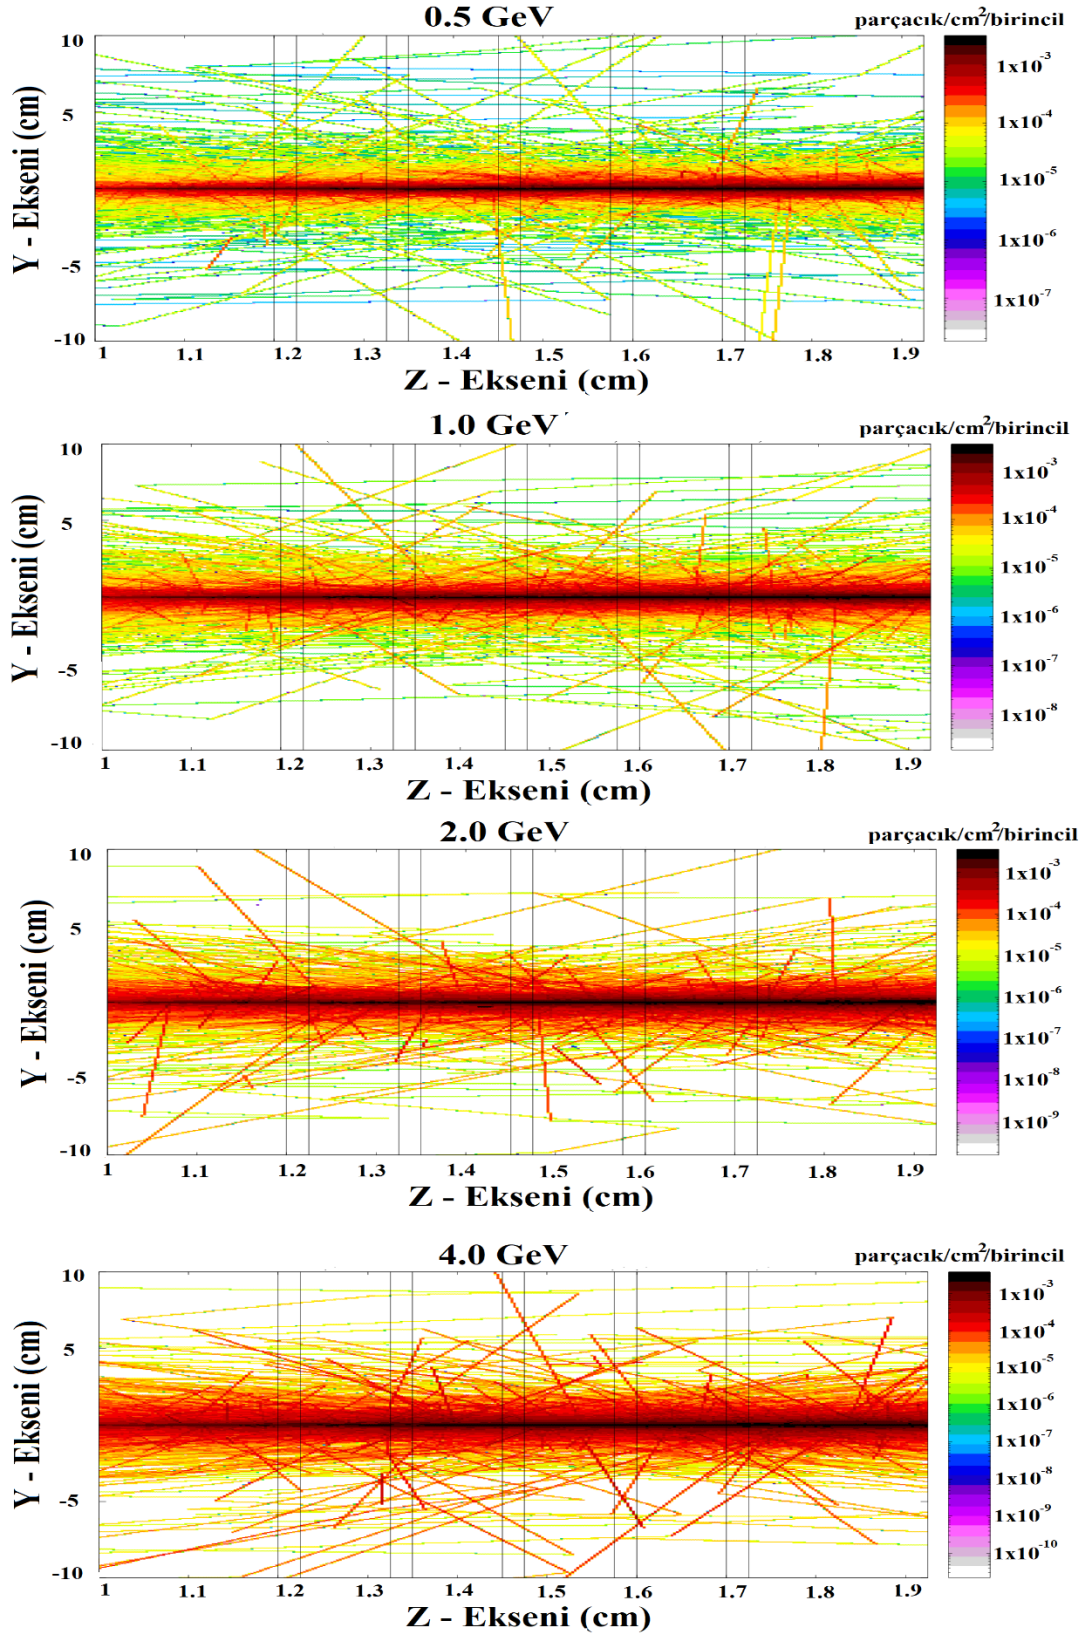 0.5 GeV
parçacık/cm²/birincil
10
5
-5
-10
Y - Ekseni (cm)
1 1.1 1.2 1.3 1.4 1.5 1.6 1.7 1.8 1.9
Z - Ekseni (cm)
1x10⁻³
1x10⁻⁴
1x10⁻⁵
1x10⁻⁶
1x10⁻⁷
1.0 GeV
parçacık/cm²/birincil
10
5
-5
-10
Y - Ekseni (cm)
1 1.1 1.2 1.3 1.4 1.5 1.6 1.7 1.8 1.9
Z - Ekseni (cm)
1x10⁻³
1x10⁻⁴
1x10⁻⁵
1x10⁻⁶
1x10⁻⁷
1x10⁻⁸
2.0 GeV
parçacık/cm²/birincil
10
5
-5
-10
Y - Ekseni (cm)
1 1.1 1.2 1.3 1.4 1.5 1.6 1.7 1.8 1.9
Z - Ekseni (cm)
1x10⁻³
1x10⁻⁴
1x10⁻⁵
1x10⁻⁶
1x10⁻⁷
1x10⁻⁸
1x10⁻⁹
4.0 GeV
parçacık/cm²/birincil
10
5
-5
-10
Y - Ekseni (cm)
1 1.1 1.2 1.3 1.4 1.5 1.6 1.7 1.8 1.9
Z - Ekseni (cm)
1x10⁻³
1x10⁻⁴
1x10⁻⁵
1x10⁻⁶
1x10⁻⁷
1x10⁻⁸
1x10⁻⁹
1x10⁻¹⁰